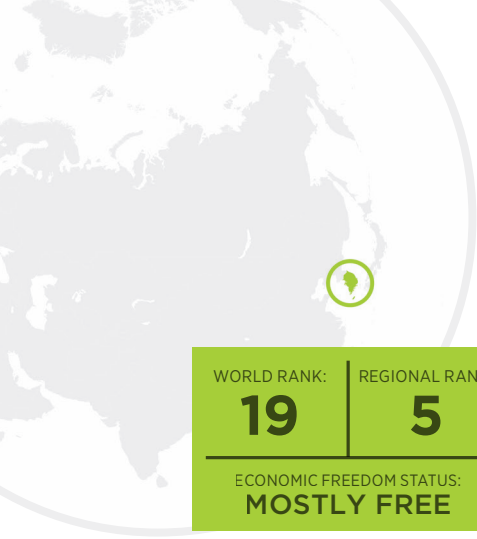 WORLD RANK:
19
REGIONAL RAN
5
ECONOMIC FREEDOM STATUS:
MOSTLY FREE